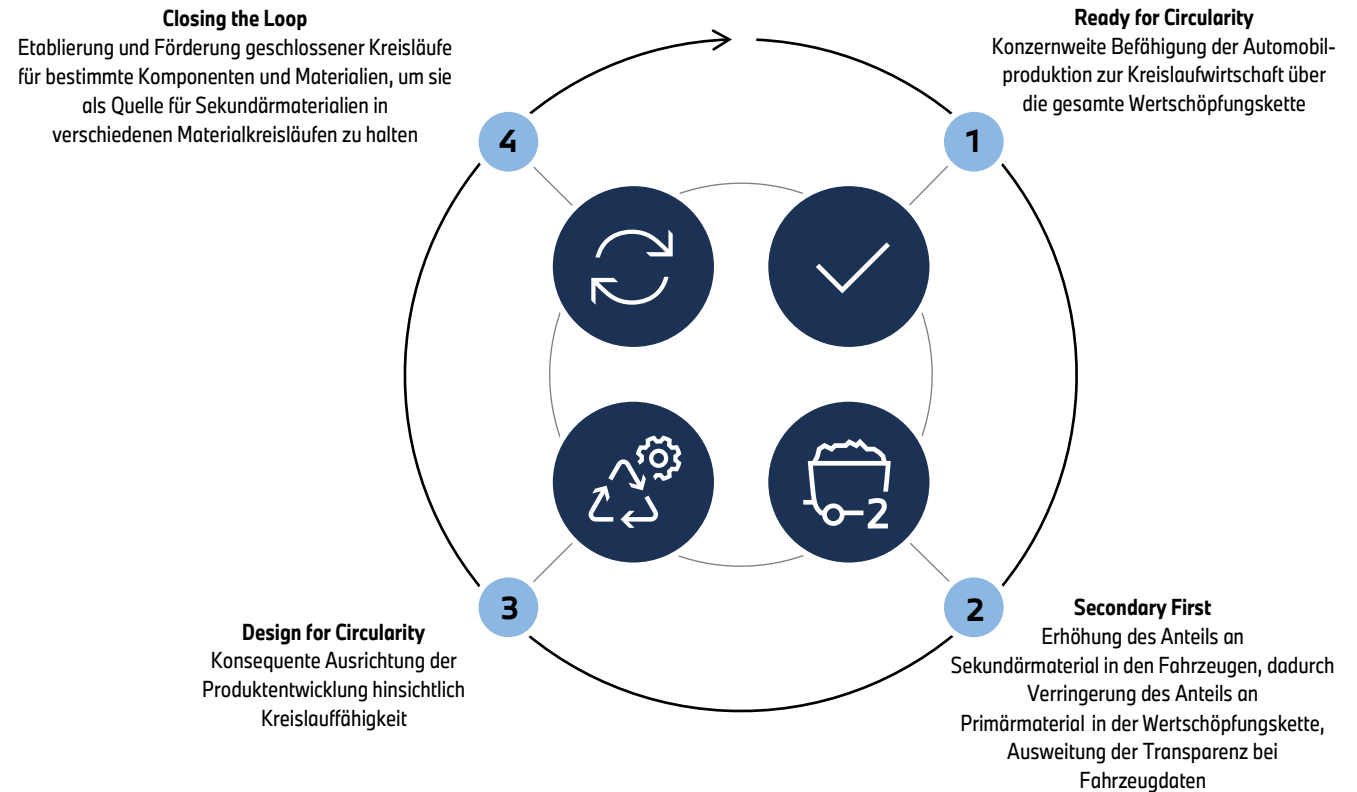 Closing the Loop
Etablierung und Förderung geschlossener Kreisläufe
für bestimmte Komponenten und Materialien, um sie
als Quelle für Sekundärmaterialien in
verschiedenen Materialkreisläufen zu halten
4
Ready for Circularity
Konzernweite Befähigung der Automobil-
produktion zur Kreislaufwirtschaft über
die gesamte Wertschöpfungskette
1
2
3
Design for Circularity
Konsequente Ausrichtung der
Produktentwicklung hinsichtlich
Kreislauffähigkeit
2
Secondary First
Erhöhung des Anteils an
Sekundärmaterial in den Fahrzeugen, dadurch
Verringerung des Anteils an
Primärmaterial in der Wertschöpfungskette,
Ausweitung der Transparenz bei
Fahrzeugdaten